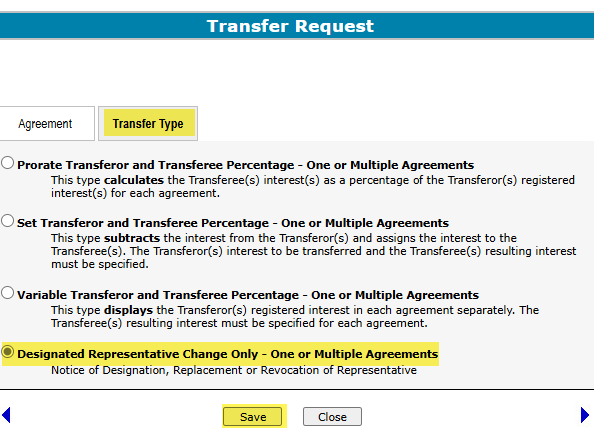 Transfer Request
Agreement
Transfer Type
Prorate Transferor and Transferee Percentage - One or Multiple Agreements
This type calculates the Transferee(s) interest(s) as a percentage of the Transferor(s) registered
interest(s) for each agreement.
Set Transferor and Transferee Percentage - One or Multiple Agreements
This type subtracts the interest from the Transferor(s) and assigns the interest to the
Transferee(s). The Transferor(s) interest to be transferred and the Transferee(s) resulting interest
must be specified.
Variable Transferor and Transferee Percentage - One or Multiple Agreements
This type displays the Transferor(s) registered interest in each agreement separately. The
Transferee(s) resulting interest must be specified for each agreement.
Designated Representative Change Only - One or Multiple Agreements
Notice of Designation, Replacement or Revocation of Representative
Save
Close